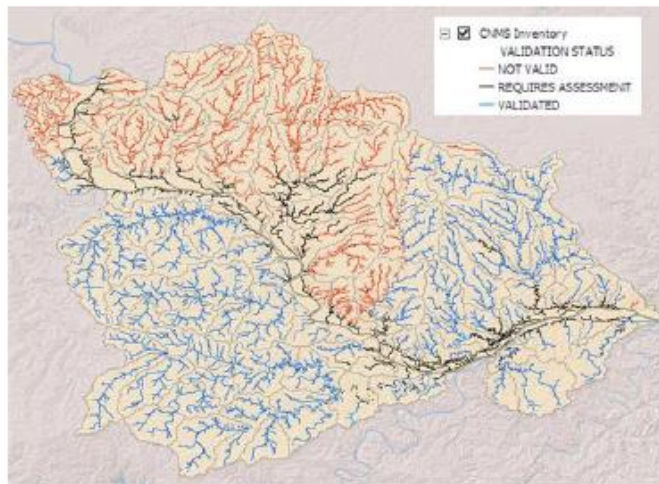 CNMS Inventory
VALIDATION STATUS
NOT VALID
REQUIRES ASSESSMENT
VALIDATED